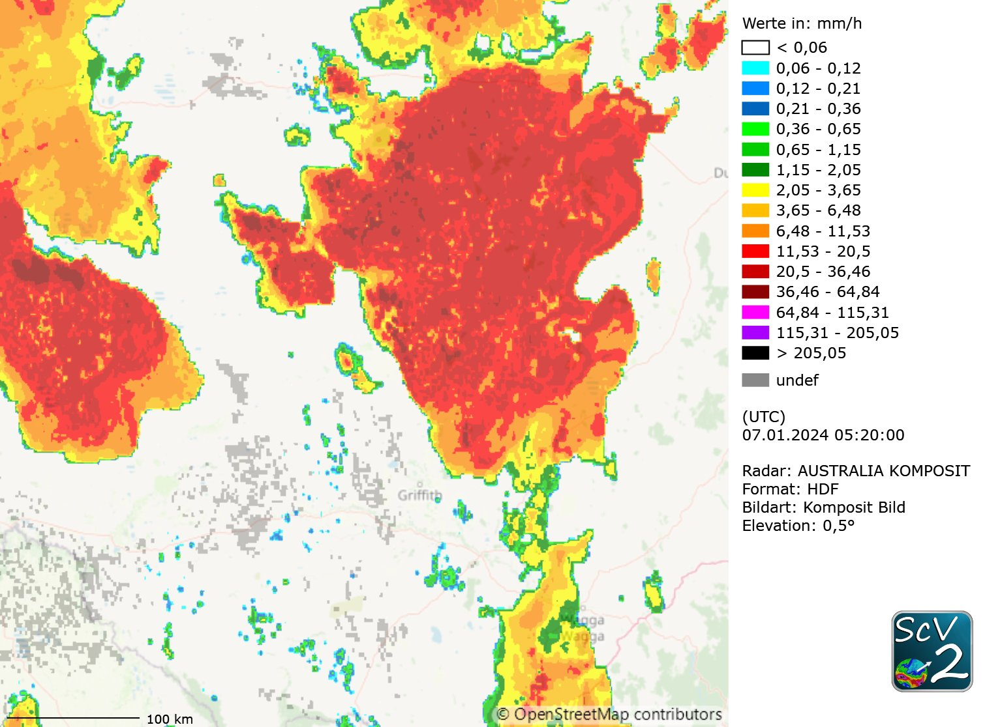 Werte in: mm/h
< 0,06
0,06 - 0,12
0,12 - 0,21
0,21 - 0,36
0,36 - 0,65
0,65 - 1,15
1,15 - 2,05
2,05 - 3,65
3,65 - 6,48
6,48 - 11,53
11,53 - 20,5
20,5 - 36,46
36,46 - 64,84
64,84 - 115,31
115,31 - 205,05
> 205,05
undef
(UTC)
07.01.2024 05:20:00
Radar: AUSTRALIA KOMPOSIT
Format: HDF
Bildart: Komposit Bild
Elevation: 0,5°
ScV
2
Du
Griffith
Wagga
Wagga
100 km
© OpenStreetMap contributors